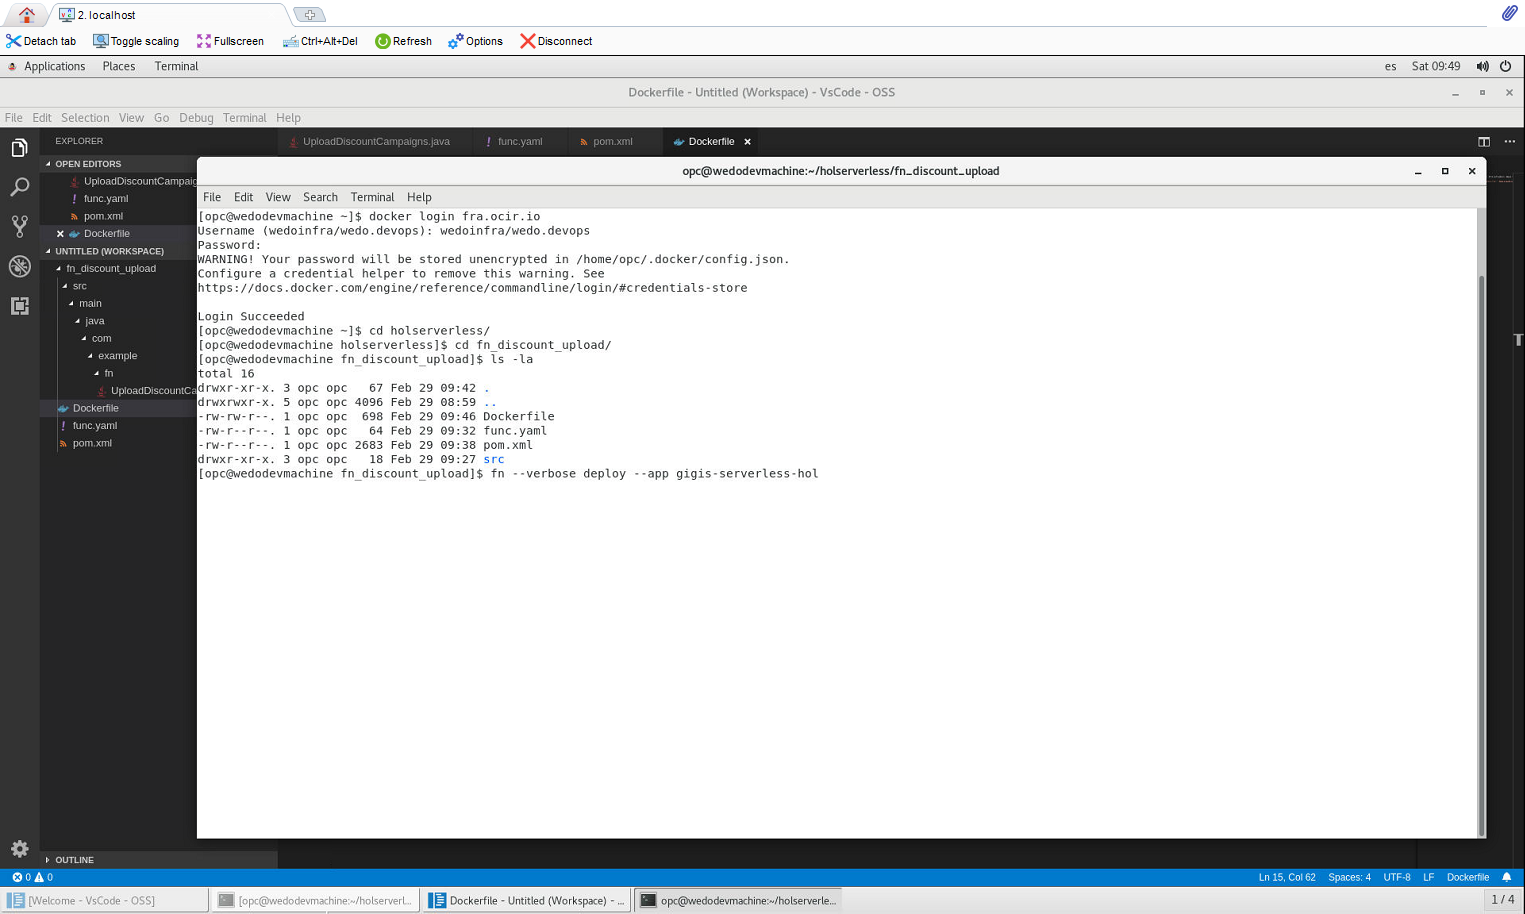 2. localhost
Detach tab Toggle scaling Fullscreen Ctrl+Alt+Del Refresh Options Disconnect
Applications Places Terminal es Sat 09:49
Dockerfile - Untitled (Workspace) - VsCode - OSS
File Edit Selection View Go Debug Terminal Help
EXPLORER
UploadDiscountCampaigns.java ! func.yaml pom.xml Dockerfile
OPEN EDITORS
UploadDiscountCampaig
! func.yaml
pom.xml
Dockerfile
UNTITLED (WORKSPACE)
fn_discount_upload
src
main
java
com
example
fn
UploadDiscountCa
Dockerfile
! func.yaml
pom.xml
OUTLINE
opc@wedodevmachine:~/holserverless/fn_discount_upload
File Edit View Search Terminal Help
[opc@wedodevmachine ~]$ docker login fra.ocir.io
Username (wedoinfra/wedo.devops): wedoinfra/wedo.devops
Password:
WARNING! Your password will be stored unencrypted in /home/opc/.docker/config.json.
Configure a credential helper to remove this warning. See
https://docs.docker.com/engine/reference/commandline/login/#credentials-store
Login Succeeded
[opc@wedodevmachine ~]$ cd holserverless/
[opc@wedodevmachine holserverless]$ cd fn_discount_upload/
[opc@wedodevmachine fn_discount_upload]$ ls -la
total 16
drwxr-xr-x. 3 opc opc   67 Feb 29 09:42 .
drwxrwxr-x. 5 opc opc 4096 Feb 29 08:59 ..
-rw-rw-r--. 1 opc opc  698 Feb 29 09:46 Dockerfile
-rw-r--r--. 1 opc opc   64 Feb 29 09:32 func.yaml
-rw-r--r--. 1 opc opc 2683 Feb 29 09:38 pom.xml
drwxr-xr-x. 3 opc opc   18 Feb 29 09:27 src
[opc@wedodevmachine fn_discount_upload]$ fn --verbose deploy --app gigis-serverless-hol
0 0 Ln 15, Col 62 Spaces: 4 UTF-8 LF Dockerfile
[Welcome - VsCode - OSS] [opc@wedodevmachine:~/holserverl... Dockerfile - Untitled (Workspace) - ... opc@wedodevmachine:~/holserverle... 1 / 4